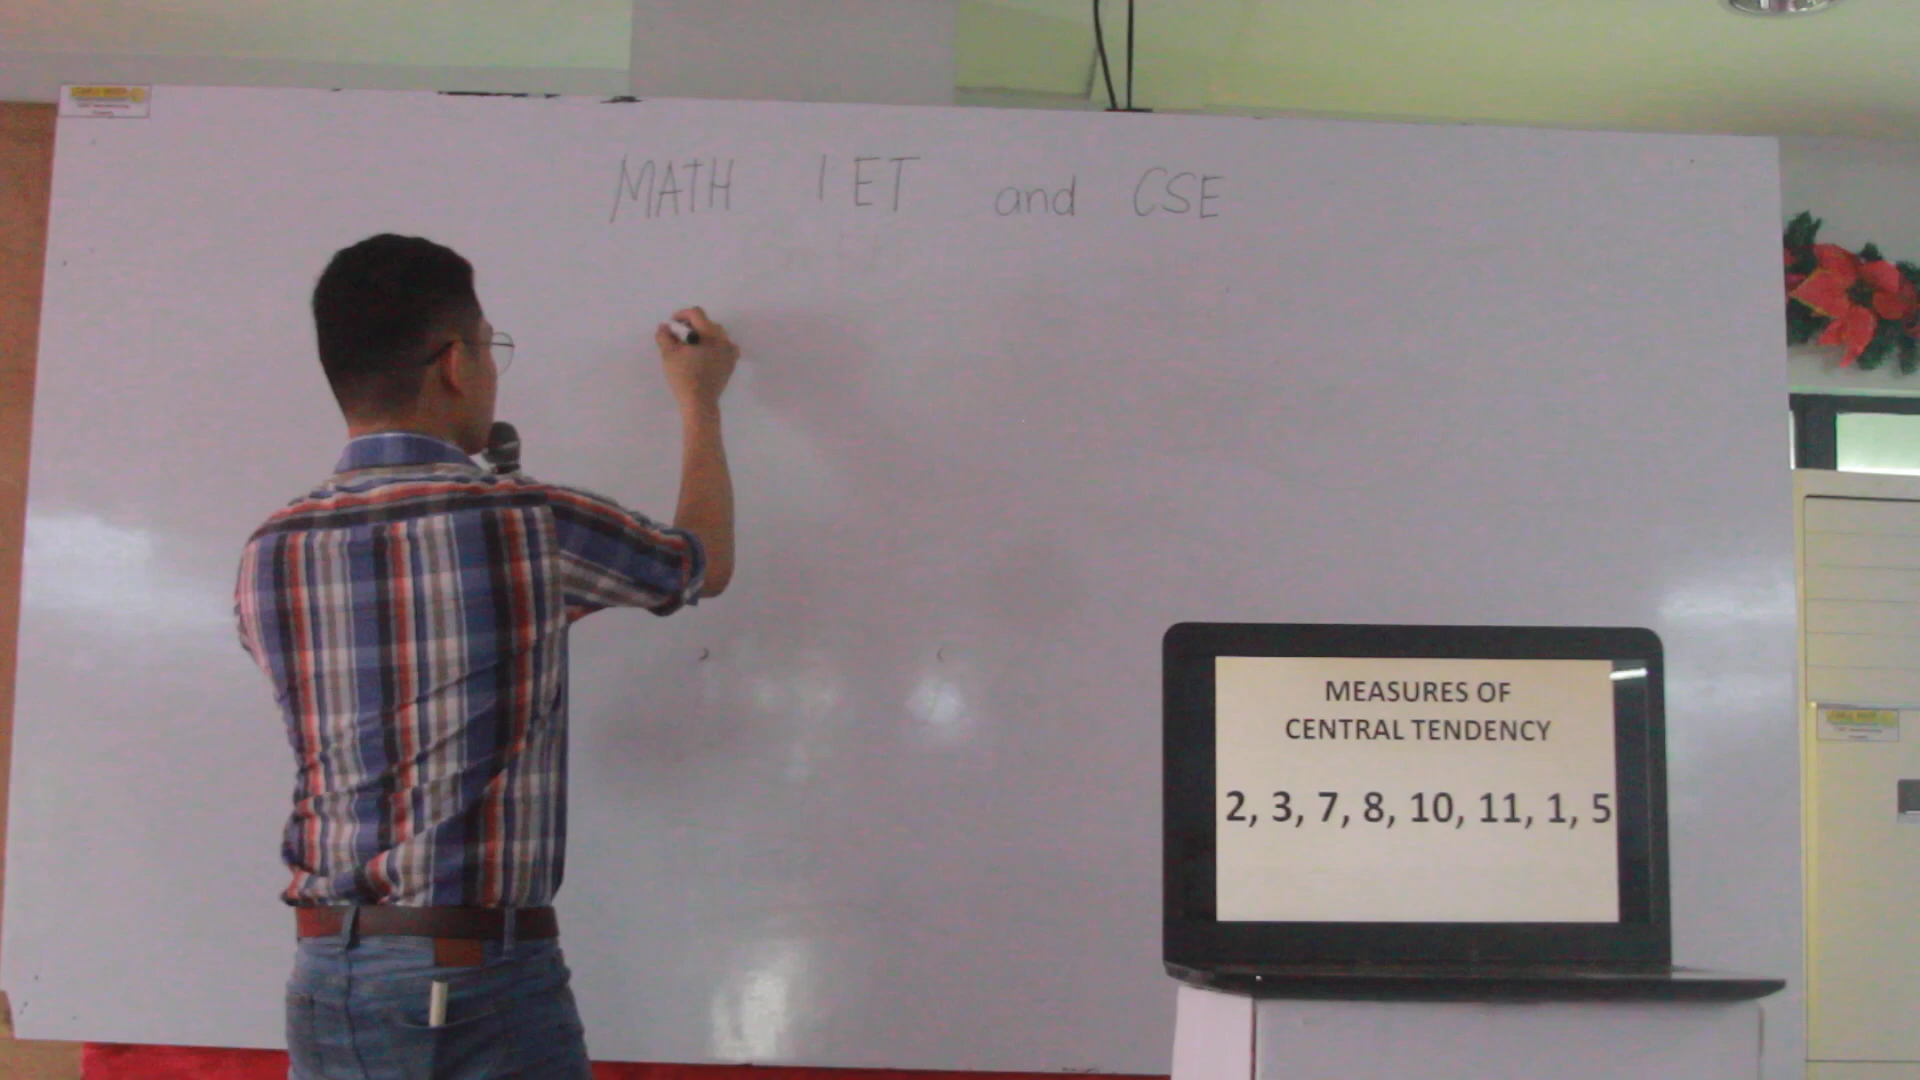 MATH LET and CSE
MEASURES OF
CENTRAL TENDENCY
2, 3, 7, 8, 10, 11, 1, 5